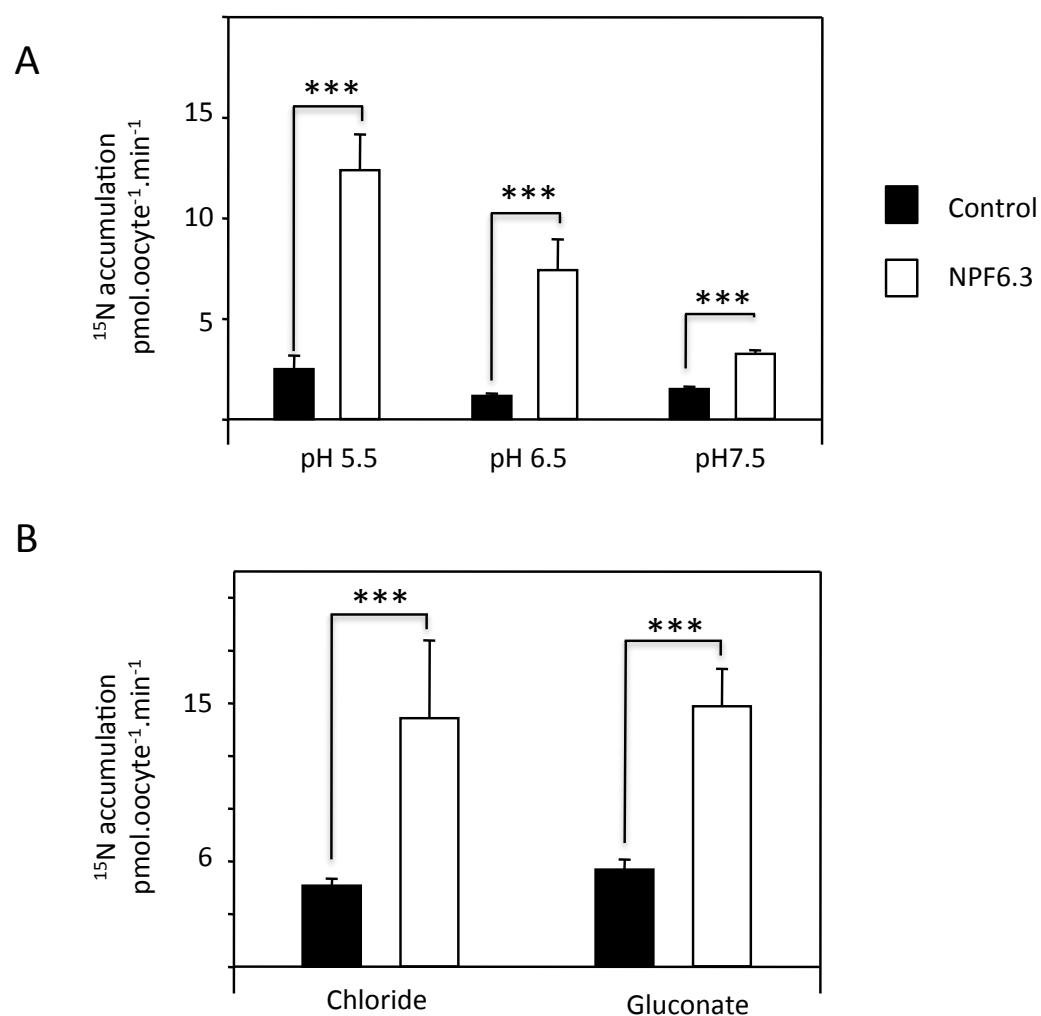 A
¹⁵N accumulation
pmol.oocyte⁻¹.min⁻¹
15
10
5
***
***
***
pH 5.5
pH 6.5
pH7.5
Control
NPF6.3
B
¹⁵N accumulation
pmol.oocyte⁻¹.min⁻¹
15
6
***
***
Chloride
Gluconate